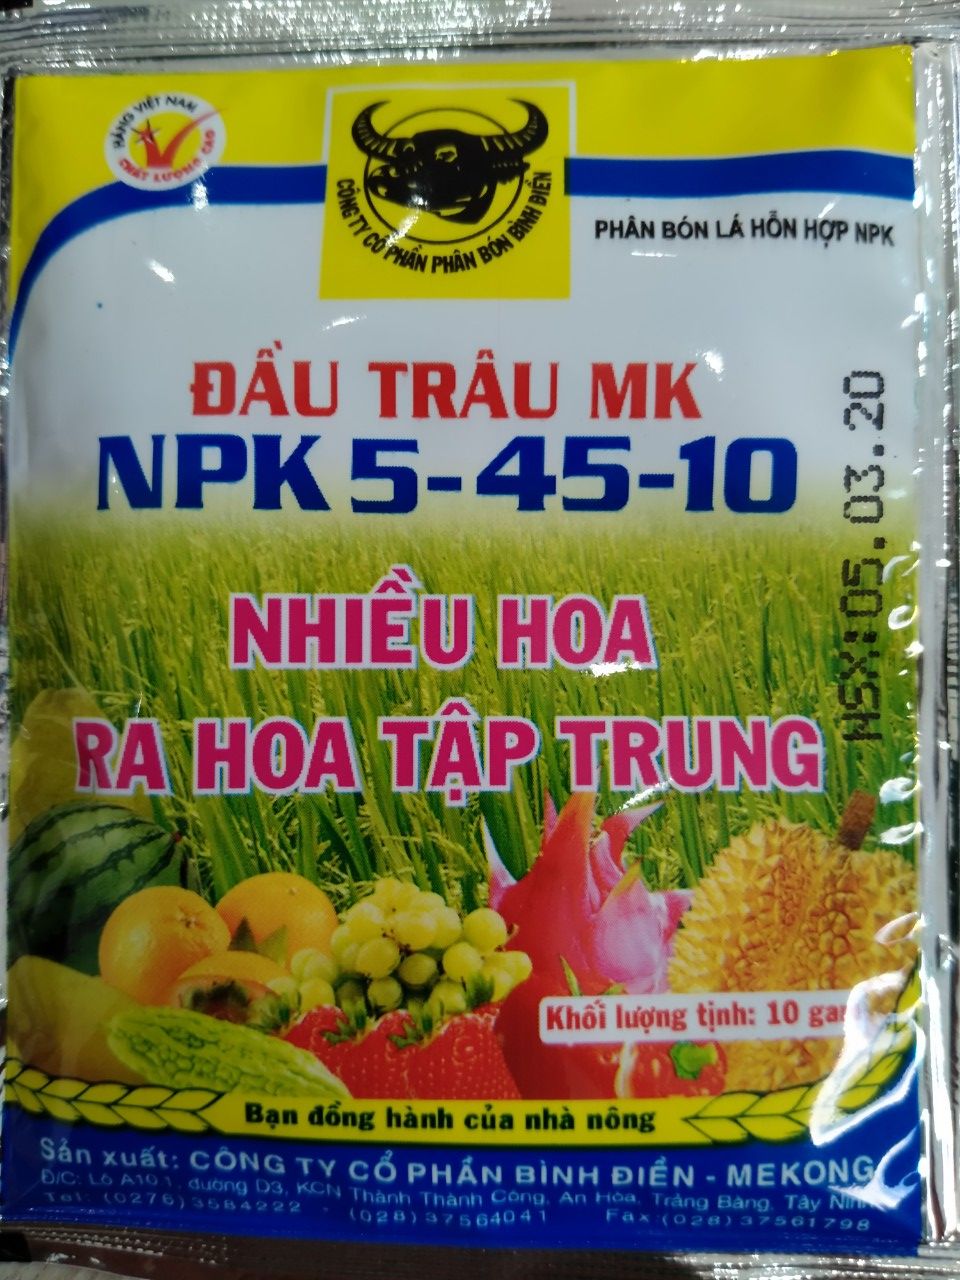 HÀNG VIỆT NAM
CHẤT LƯỢNG CAO
CÔNG TY CỔ PHẦN PHÂN BÓN BÌNH ĐIỀN
PHÂN BÓN LÁ HỖN HỢP NPK
ĐẦU TRÂU MK
NPK 5-45-10
NSX:05.03.20
NHIỀU HOA
RA HOA TẬP TRUNG
Khối lượng tịnh: 10 gam
Bạn đồng hành của nhà nông
Sản xuất: CÔNG TY CỔ PHẦN BÌNH ĐIỀN - MEKONG
Đ/C: Lô A10.1, đường D3, KCN Thành Thành Công, An Hòa, Trảng Bàng, Tây Ninh
Tel: (0276)3584222 - (028)37564041 Fax:(028)37561798